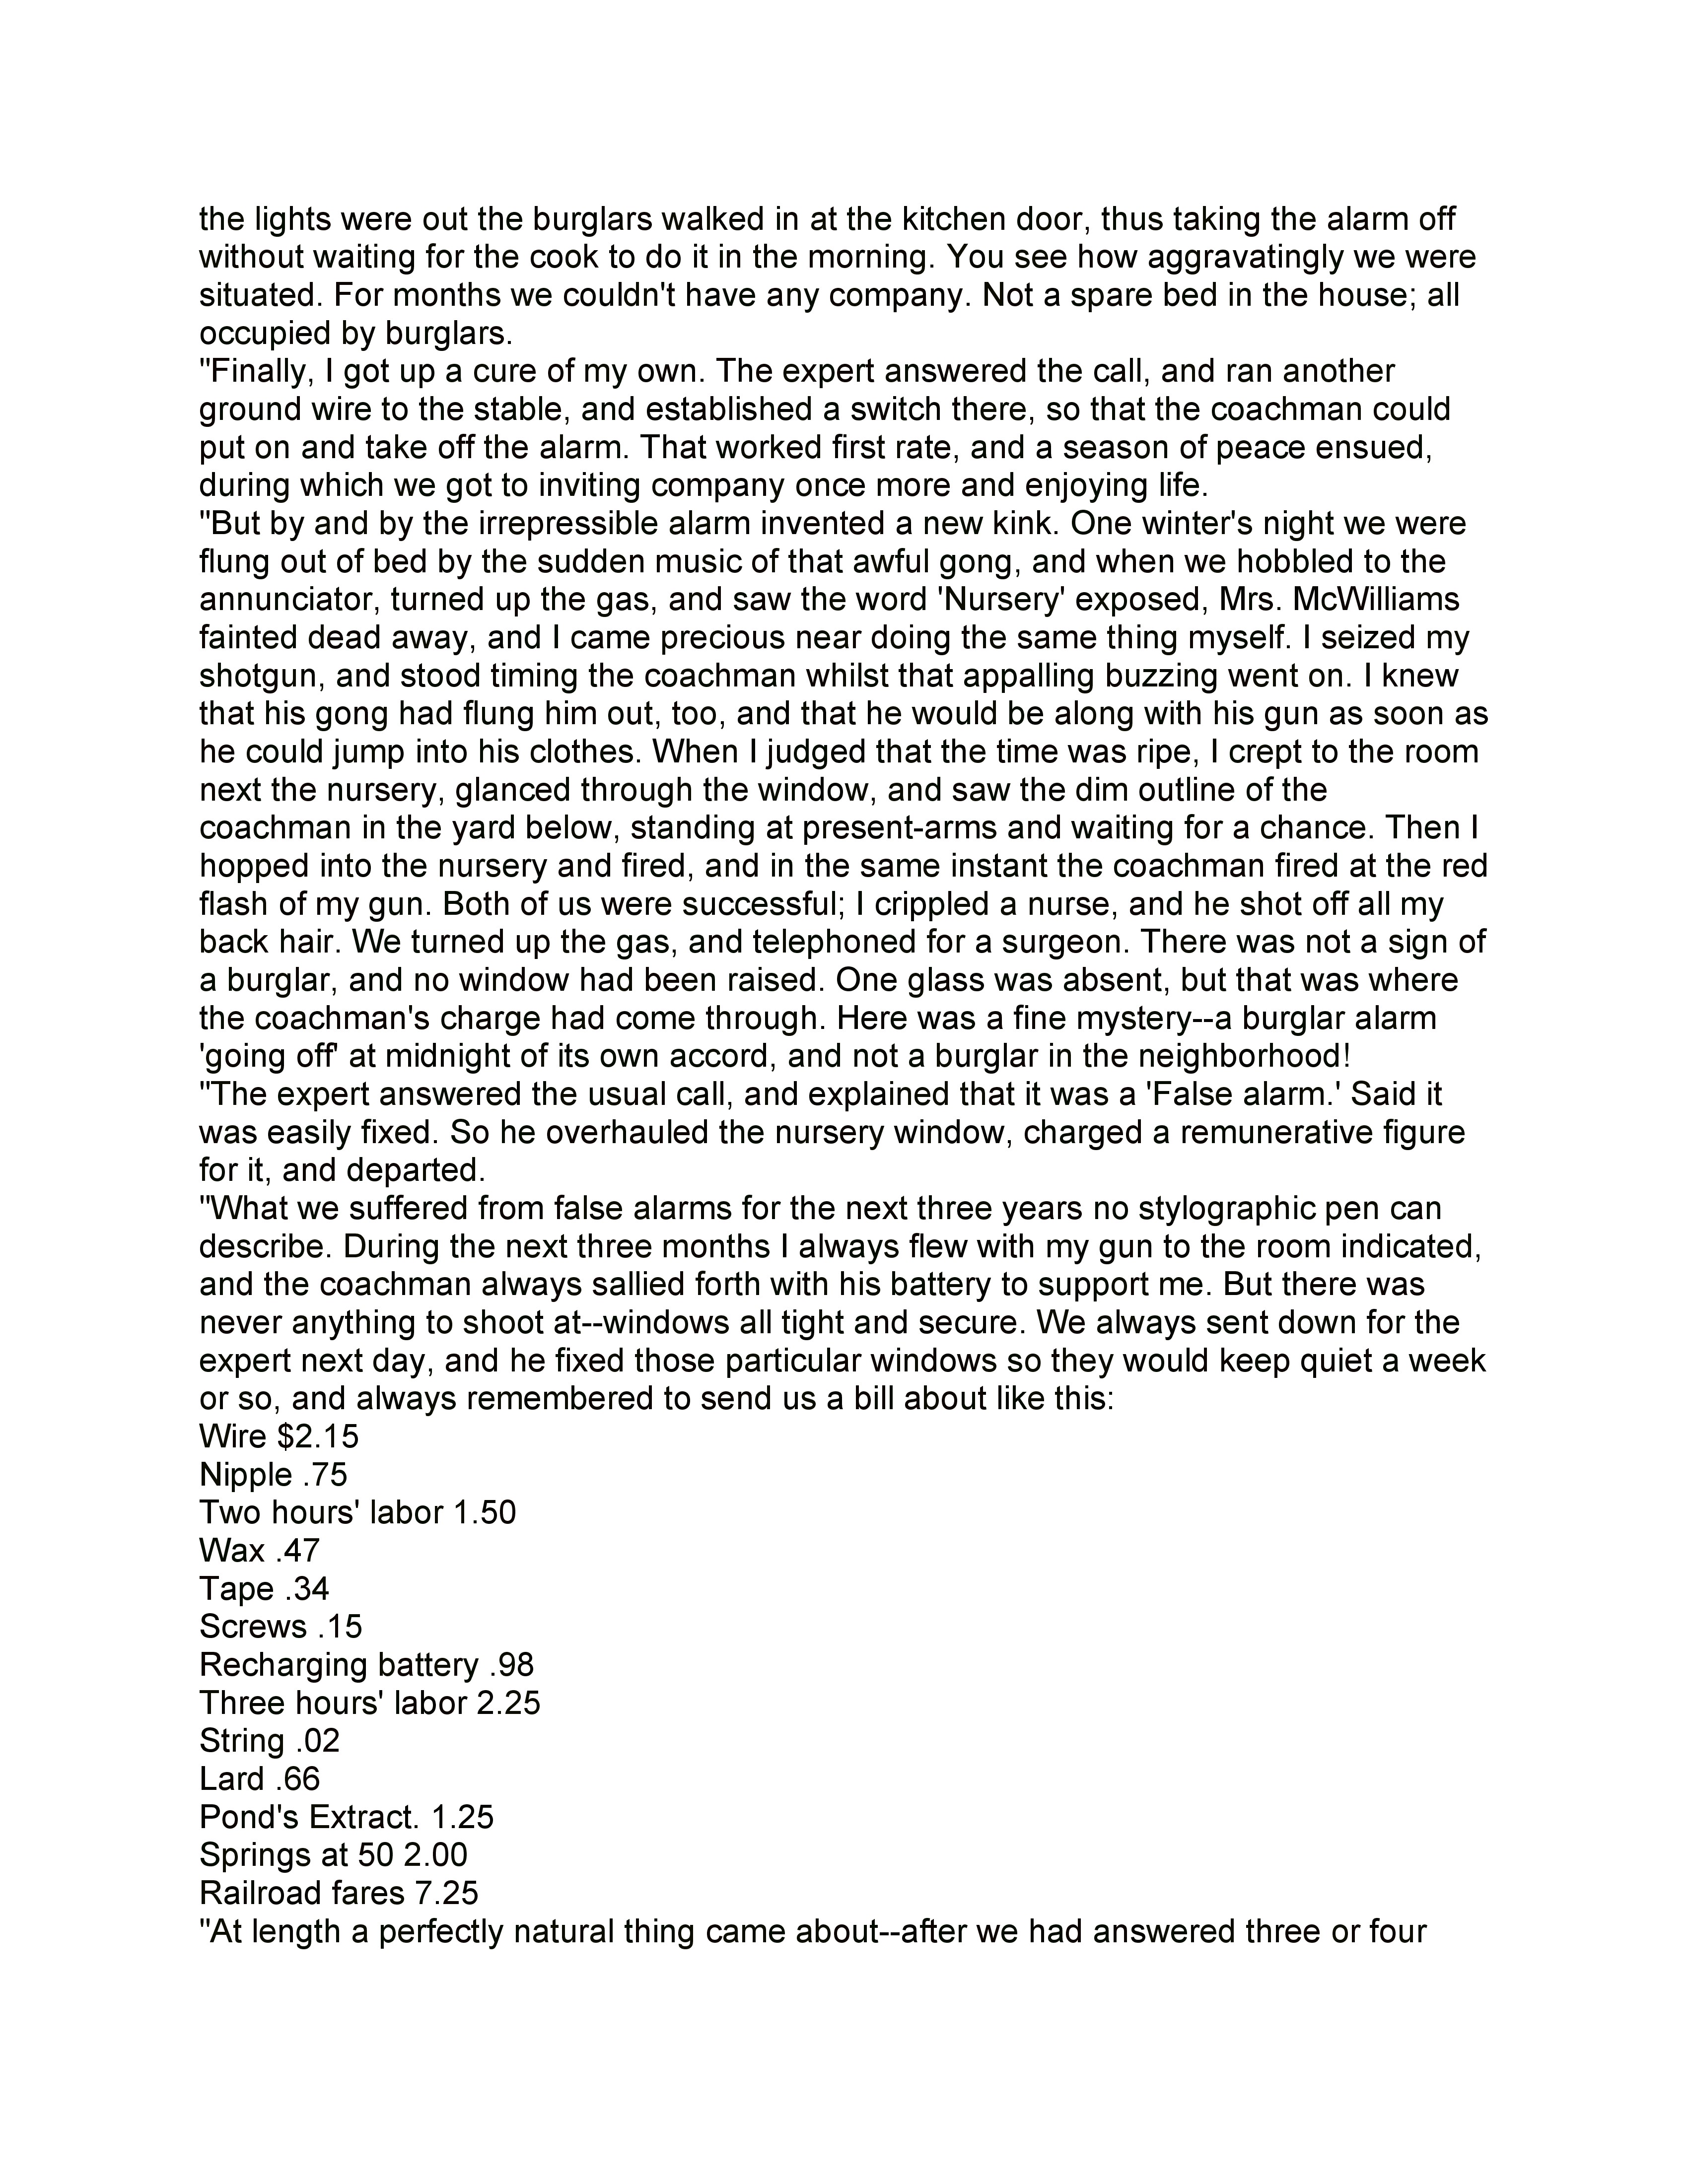 the lights were out the burglars walked in at the kitchen door, thus taking the alarm off
without waiting for the cook to do it in the morning. You see how aggravatingly we were
situated. For months we couldn't have any company. Not a spare bed in the house; all
occupied by burglars.
"Finally, I got up a cure of my own. The expert answered the call, and ran another
ground wire to the stable, and established a switch there, so that the coachman could
put on and take off the alarm. That worked first rate, and a season of peace ensued,
during which we got to inviting company once more and enjoying life.
"But by and by the irrepressible alarm invented a new kink. One winter's night we were
flung out of bed by the sudden music of that awful gong, and when we hobbled to the
annunciator, turned up the gas, and saw the word 'Nursery' exposed, Mrs. McWilliams
fainted dead away, and I came precious near doing the same thing myself. I seized my
shotgun, and stood timing the coachman whilst that appalling buzzing went on. I knew
that his gong had flung him out, too, and that he would be along with his gun as soon as
he could jump into his clothes. When I judged that the time was ripe, I crept to the room
next the nursery, glanced through the window, and saw the dim outline of the
coachman in the yard below, standing at present-arms and waiting for a chance. Then I
hopped into the nursery and fired, and in the same instant the coachman fired at the red
flash of my gun. Both of us were successful; I crippled a nurse, and he shot off all my
back hair. We turned up the gas, and telephoned for a surgeon. There was not a sign of
a burglar, and no window had been raised. One glass was absent, but that was where
the coachman's charge had come through. Here was a fine mystery--a burglar alarm
'going off' at midnight of its own accord, and not a burglar in the neighborhood!
"The expert answered the usual call, and explained that it was a 'False alarm.' Said it
was easily fixed. So he overhauled the nursery window, charged a remunerative figure
for it, and departed.
"What we suffered from false alarms for the next three years no stylographic pen can
describe. During the next three months I always flew with my gun to the room indicated,
and the coachman always sallied forth with his battery to support me. But there was
never anything to shoot at--windows all tight and secure. We always sent down for the
expert next day, and he fixed those particular windows so they would keep quiet a week
or so, and always remembered to send us a bill about like this:
Wire $2.15
Nipple .75
Two hours' labor 1.50
Wax .47
Tape .34
Screws .15
Recharging battery .98
Three hours' labor 2.25
String .02
Lard .66
Pond's Extract. 1.25
Springs at 50 2.00
Railroad fares 7.25
"At length a perfectly natural thing came about--after we had answered three or four